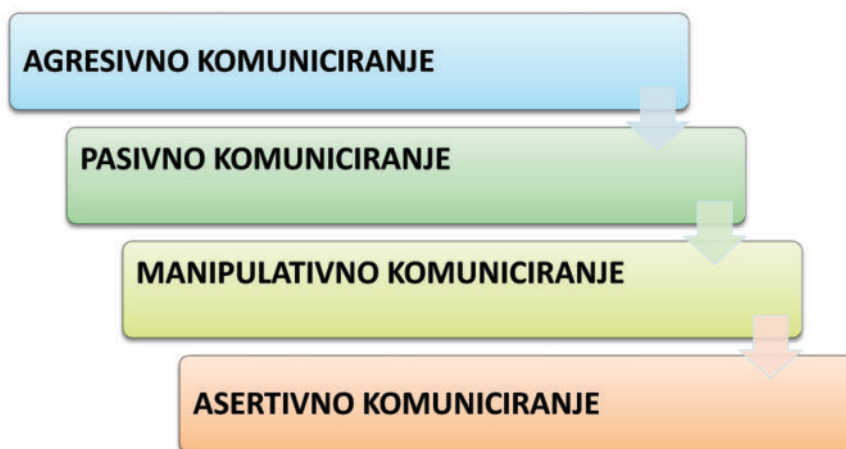 AGRESIVNO KOMUNICIRANJE
PASIVNO KOMUNICIRANJE
MANIPULATIVNO KOMUNICIRANJE
ASERTIVNO KOMUNICIRANJE